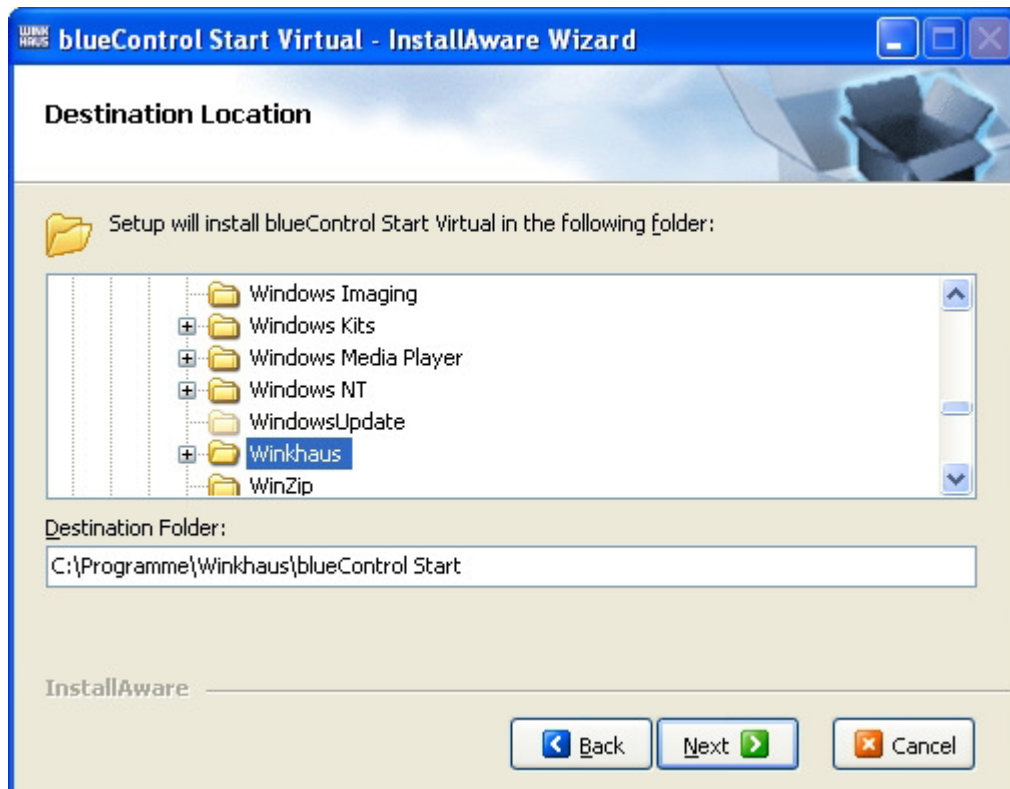 WINK
HAUS
blueControl Start Virtual - InstallAware Wizard
Destination Location
Setup will install blueControl Start Virtual in the following folder:
Windows Imaging
Windows Kits
Windows Media Player
Windows NT
WindowsUpdate
Winkhaus
WinZip
Destination Folder:
C:\Programme\Winkhaus\blueControl Start
InstallAware
Back
Next
Cancel